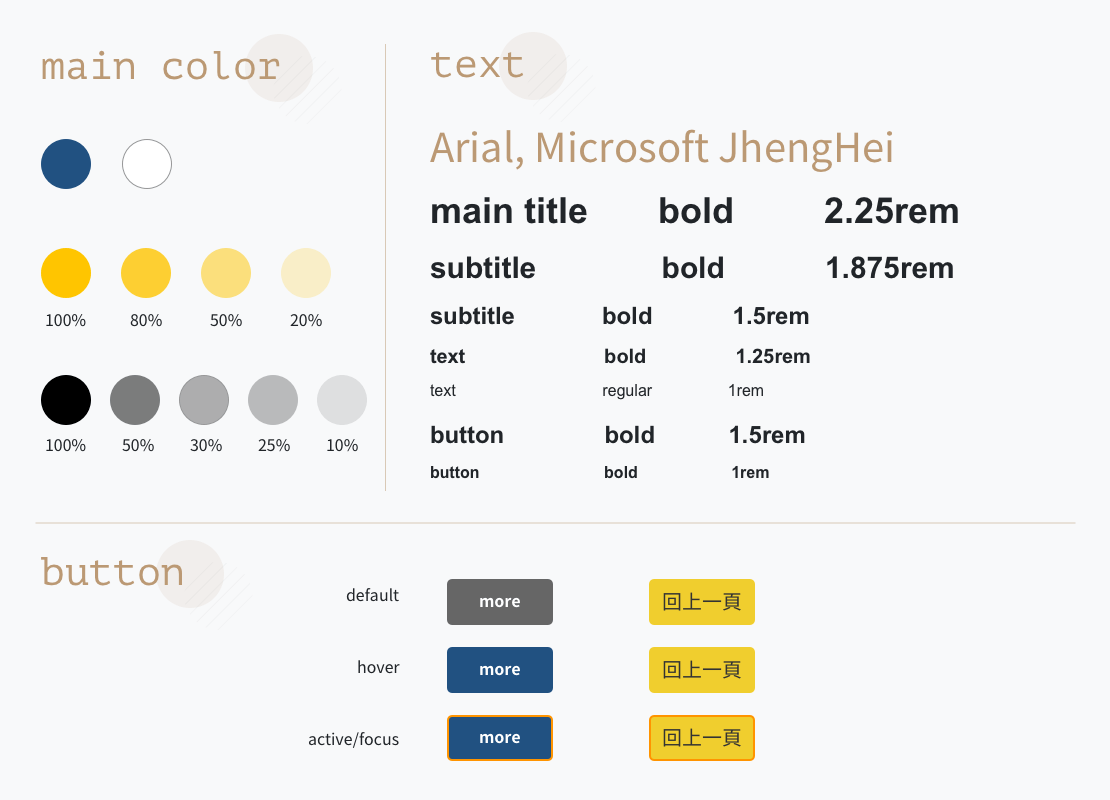 main color
100% 80% 50% 20%
100% 50% 30% 25% 10%
text
Arial, Microsoft JhengHei
main title bold 2.25rem
subtitle bold 1.875rem
subtitle bold 1.5rem
text bold 1.25rem
text regular 1rem
button bold 1.5rem
button bold 1rem
button
default more 回上一頁
hover more 回上一頁
active/focus more 回上一頁